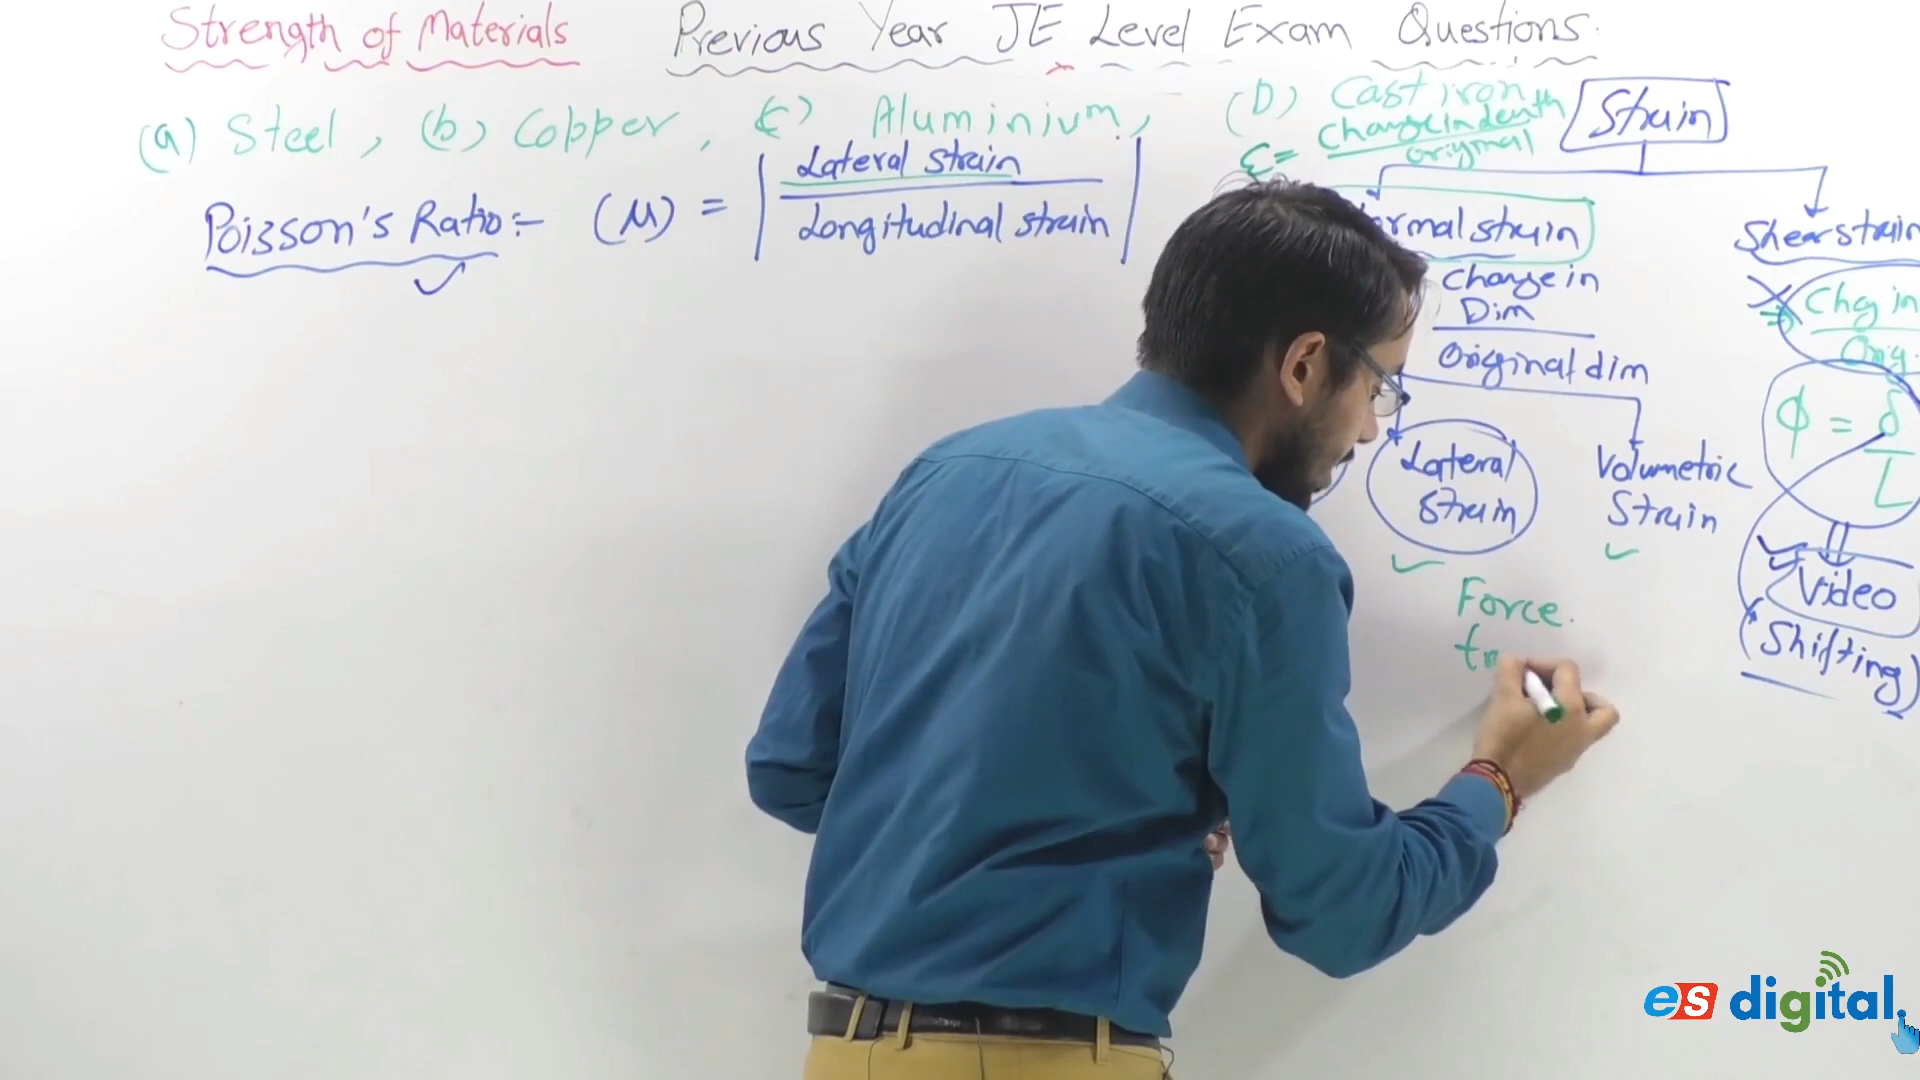 Strength of Materials Previous Year JE Level Exam Questions.
(a) Steel, (b) Copper, (c) Aluminium, (D) Cast iron
Poisson's Ratio:- (μ) = | Lateral strain
Longitudinal strain |
ε = Change in
original
Strain
Normal strain
Change in
Dim
Original dim
Lateral
Strain
Volumetric
Strain
Force.
Shear strain
Chg in
Orig.
ϕ = δ
L
Video
(Shifting)
es digital.